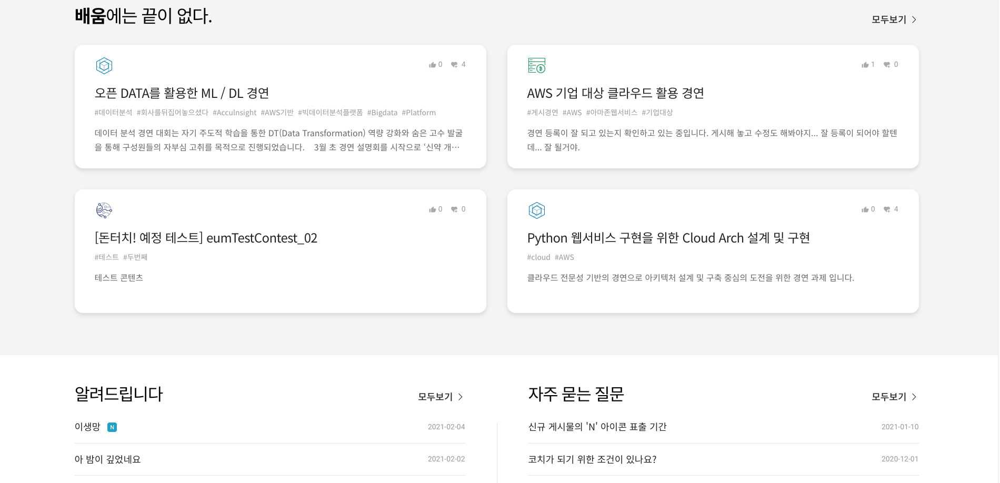 배움에는 끝이 없다.
모두보기
0 4
오픈 DATA를 활용한 ML / DL 경연
#데이터분석 #회사를뒤집어놓으셨다 #AccuInsight #AWS기반 #빅데이터분석플랫폼 #Bigdata #Platform
데이터 분석 경연 대회는 자기 주도적 학습을 통한 DT(Data Transformation) 역량 강화와 숨은 고수 발굴
을 통해 구성원들의 자부심 고취를 목적으로 진행되었습니다. 3월 초 경연 설명회를 시작으로 ‘신약 개…
1 0
AWS 기업 대상 클라우드 활용 경연
#게시경연 #AWS #아마존웹서비스 #기업대상
경연 등록이 잘 되고 있는지 확인하고 있는 중입니다. 게시해 놓고 수정도 해봐야지... 잘 등록이 되어야 할텐
데... 잘 될거야.
0 0
[돈터치! 예정 테스트] eumTestContest_02
#테스트 #두번째
테스트 콘텐츠
0 4
Python 웹서비스 구현을 위한 Cloud Arch 설계 및 구현
#cloud #AWS
클라우드 전문성 기반의 경연으로 아키텍처 설계 및 구축 중심의 도전을 위한 경연 과제 입니다.
알려드립니다
모두보기
이생망 N 2021-02-04
아 밤이 깊었네요 2021-02-02
자주 묻는 질문
모두보기
신규 게시물의 'N' 아이콘 표출 기간 2021-01-10
코치가 되기 위한 조건이 있나요? 2020-12-01